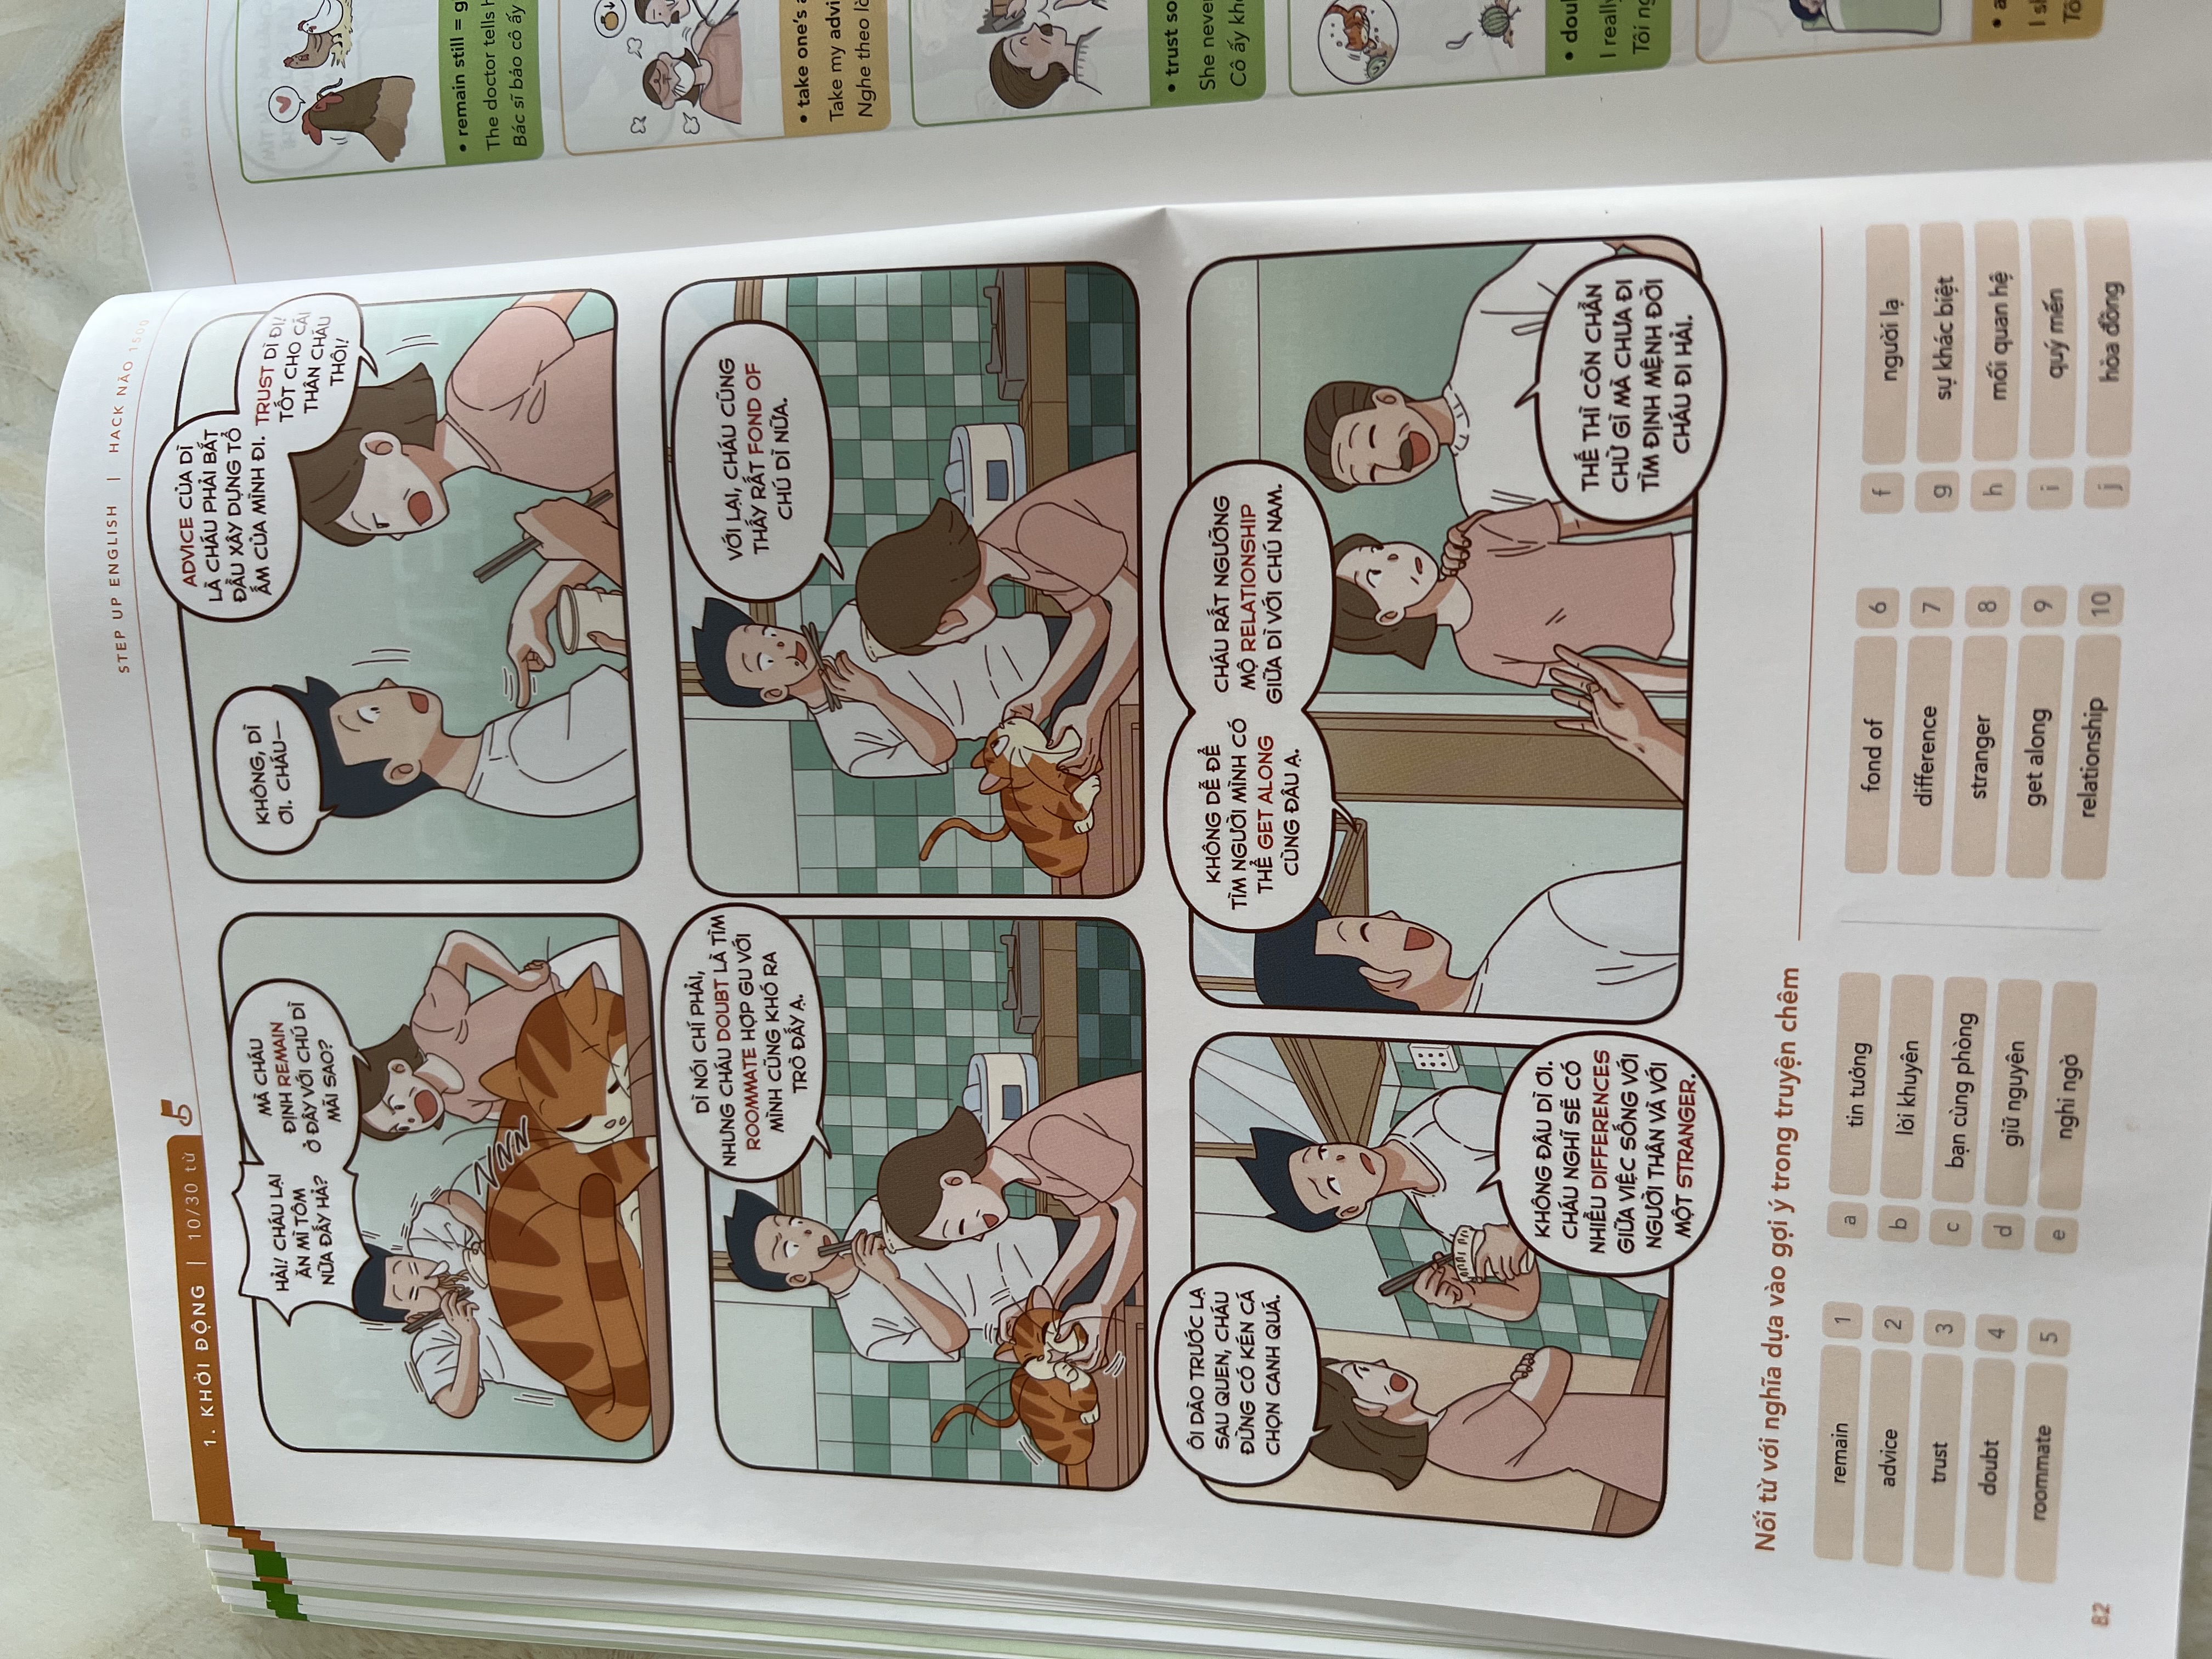 STEP UP ENGLISH | HACK NÃO 1500
1. KHỞI ĐỘNG | 10/30 từ
5
HẢI! CHÁU LẠI
ĂN MÌ TÔM
NỮA ĐẤY HẢ?
MÀ CHÁU
ĐỊNH REMAIN
Ở ĐÂY VỚI CHÚ DÌ
MÃI SAO?
KHÔNG, DÌ
ƠI. CHÁU—
ADVICE CỦA DÌ
LÀ CHÁU PHẢI BẮT
ĐẦU XÂY DỰNG TỔ
ẤM CỦA MÌNH ĐI.
TRUST DÌ ĐI!
TỐT CHO CÁI
THÂN CHÁU
THÔI!
DÌ NÓI CHÍ PHẢI,
NHƯNG CHÁU DOUBT LÀ TÌM
ROOMMATE HỢP GU VỚI
MÌNH CŨNG KHÓ RA
TRÒ ĐẤY Ạ.
VỚI LẠI, CHÁU CŨNG
THẤY RẤT FOND OF
CHÚ DÌ NỮA.
ÔI DÀO TRƯỚC LẠ
SAU QUEN, CHÁU
ĐỪNG CÓ KÉN CÁ
CHỌN CANH QUÁ.
KHÔNG ĐÂU DÌ ƠI.
CHÁU NGHĨ SẼ CÓ
NHIỀU DIFFERENCES
GIỮA VIỆC SỐNG VỚI
NGƯỜI THÂN VÀ VỚI
MỘT STRANGER.
KHÔNG DỄ ĐỂ
TÌM NGƯỜI MÌNH CÓ
THỂ GET ALONG
CÙNG ĐÂU Ạ.
CHÁU RẤT NGƯỠNG
MỘ RELATIONSHIP
GIỮA DÌ VỚI CHÚ NAM.
THẾ THÌ CÒN CHẦN
CHỪ GÌ MÀ CHƯA ĐI
TÌM ĐỊNH MỆNH ĐỜI
CHÁU ĐI HẢI.
Nối từ với nghĩa dựa vào gợi ý trong truyện chêm
remain 1
advice 2
trust 3
doubt 4
roommate 5
a tin tưởng
b lời khuyên
c bạn cùng phòng
d giữ nguyên
e nghi ngờ
fond of 6
difference 7
stranger 8
get along 9
relationship 10
f người lạ
g sự khác biệt
h mối quan hệ
i quý mến
j hòa đồng
82
• remain still = g
The doctor tells h
Bác sĩ bảo cô ấy
• take one's a
Take my advi
Nghe theo lờ
• trust so
She neve
Cô ấy kh
• dou
I reall
Tôi ng
• a
I s
Tô